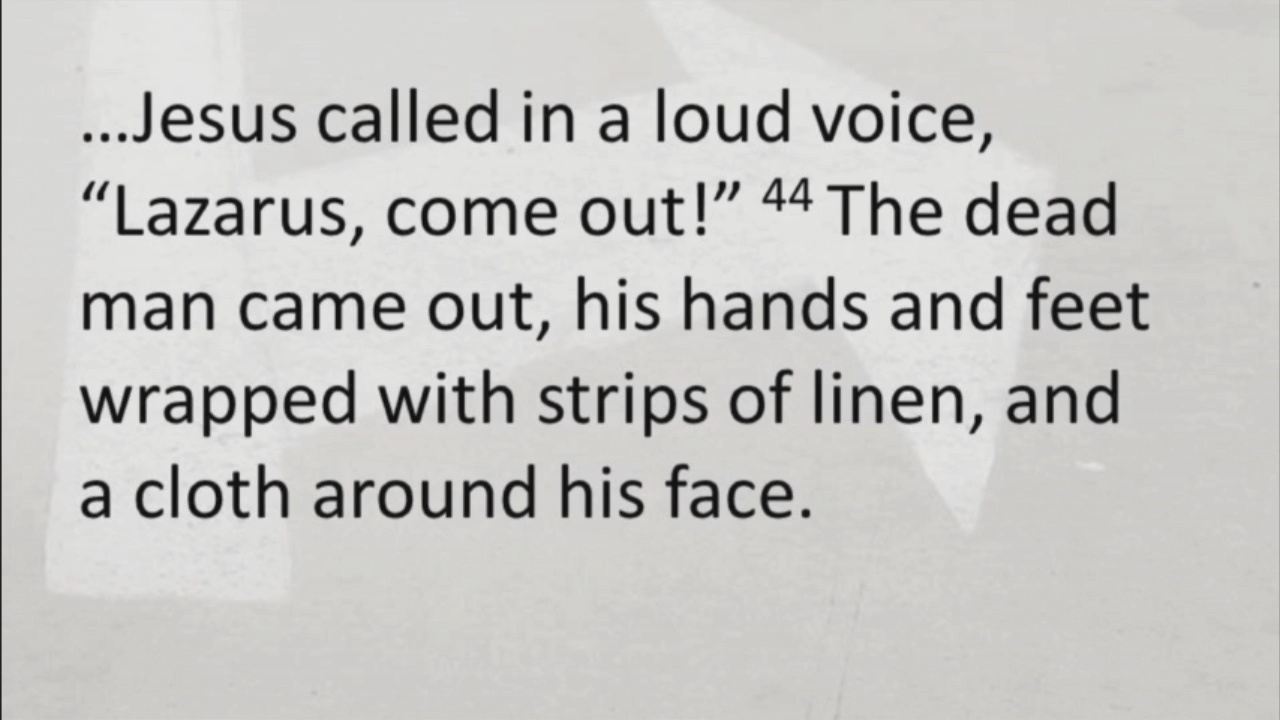 ...Jesus called in a loud voice,
“Lazarus, come out!” ⁴⁴ The dead
man came out, his hands and feet
wrapped with strips of linen, and
a cloth around his face.